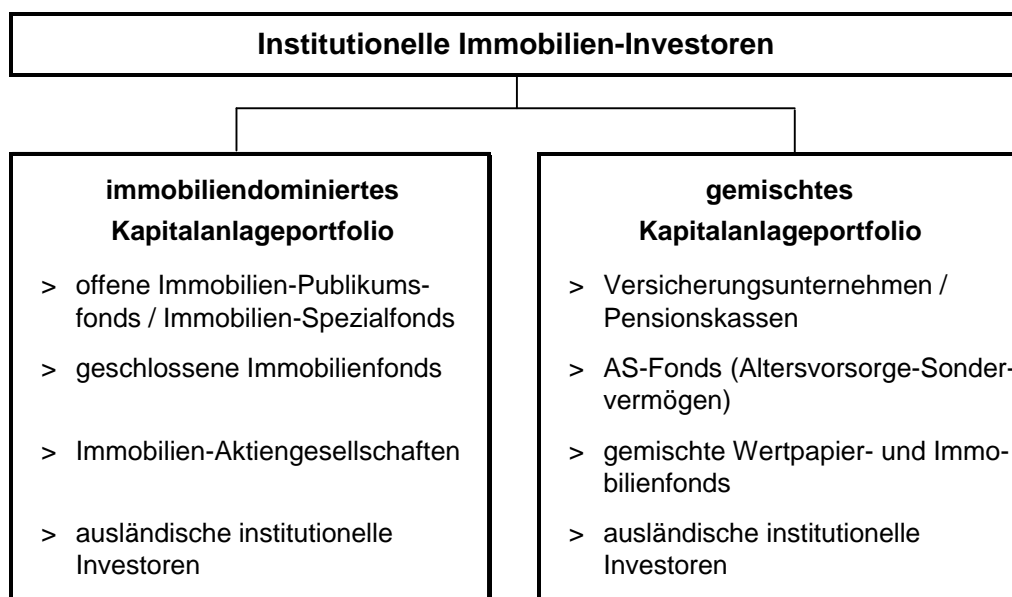 Institutionelle Immobilien-Investoren
immobiliendominiertes
Kapitalanlageportfolio
> offene Immobilien-Publikums-
fonds / Immobilien-Spezialfonds
> geschlossene Immobilienfonds
> Immobilien-Aktiengesellschaften
> ausländische institutionelle
Investoren
gemischtes
Kapitalanlageportfolio
> Versicherungsunternehmen /
Pensionskassen
> AS-Fonds (Altersvorsorge-Sonder-
vermögen)
> gemischte Wertpapier- und Immo-
bilienfonds
> ausländische institutionelle
Investoren